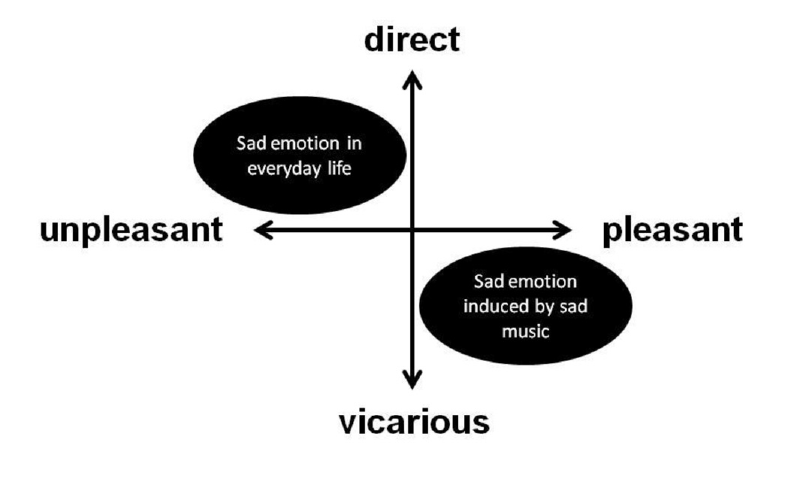 direct
Sad emotion in
everyday life
unpleasant
pleasant
Sad emotion
induced by sad
music
vicarious